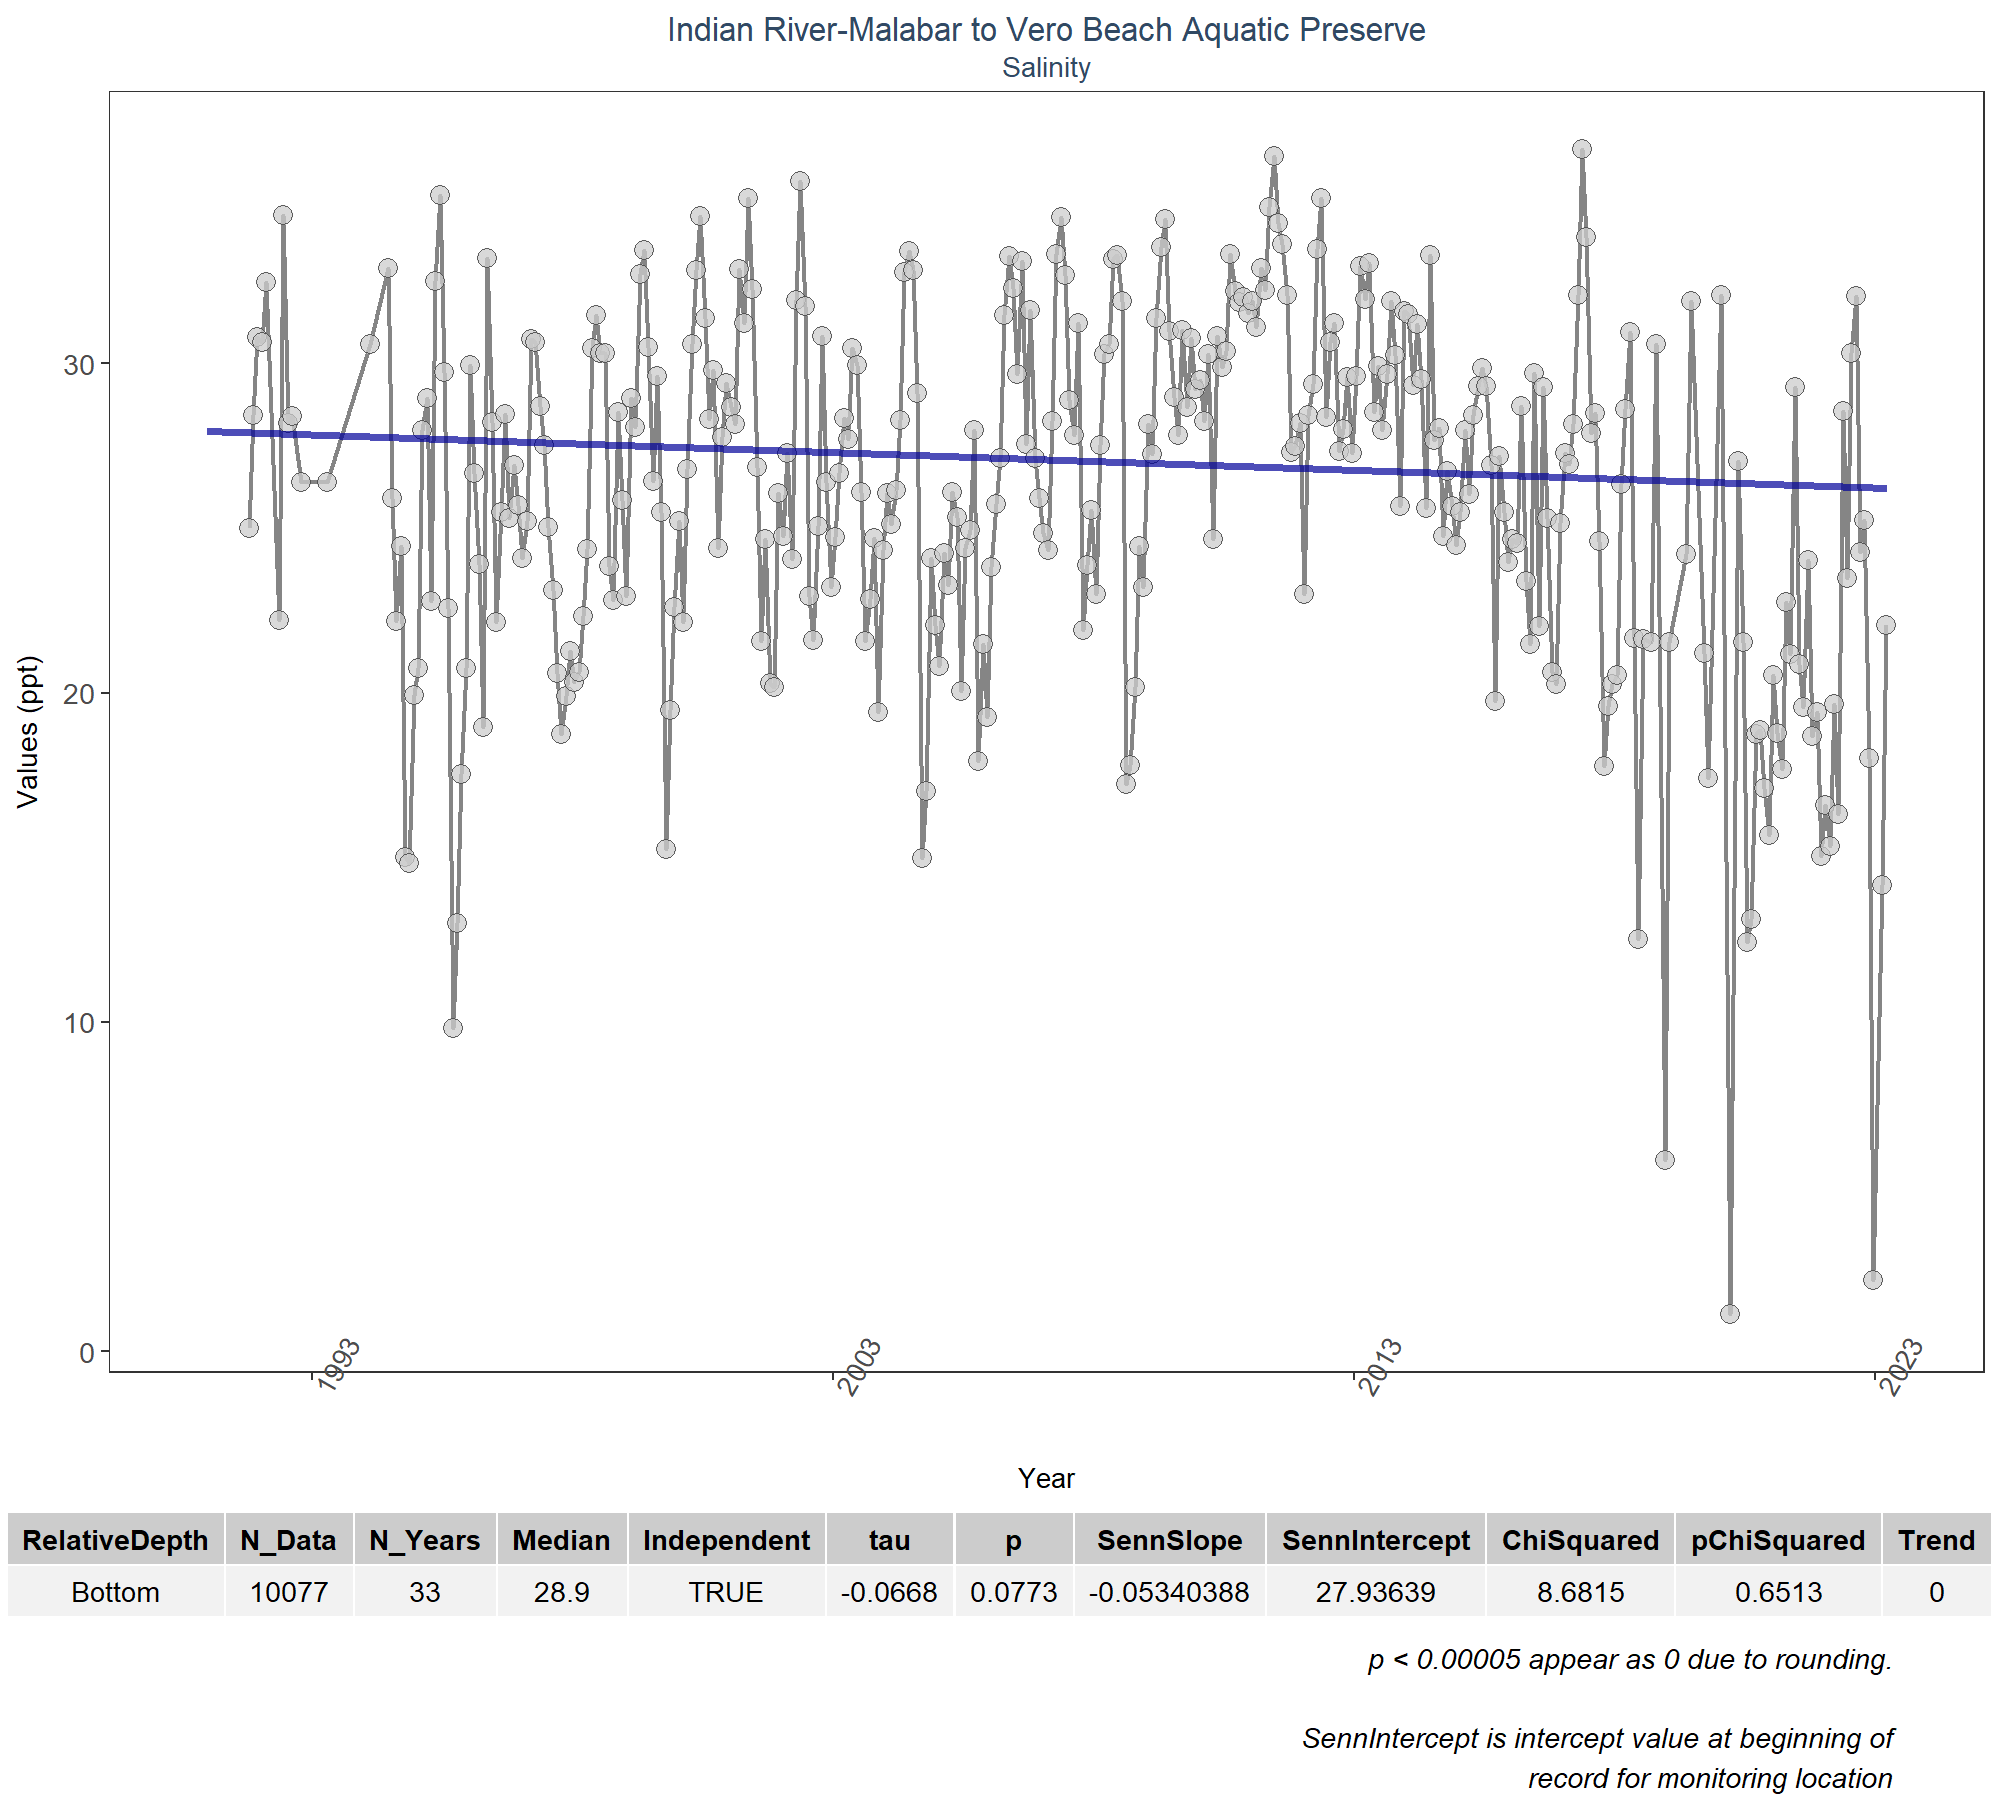 Indian River-Malabar to Vero Beach Aquatic Preserve
Salinity
Values (ppt)
30
20
10
0
1993
2003
2013
2023
Year
RelativeDepth N_Data N_Years Median Independent tau p SennSlope SennIntercept ChiSquared pChiSquared Trend
Bottom 10077 33 28.9 TRUE -0.0668 0.0773 -0.05340388 27.93639 8.6815 0.6513 0
p < 0.00005 appear as 0 due to rounding.
SennIntercept is intercept value at beginning of
record for monitoring location